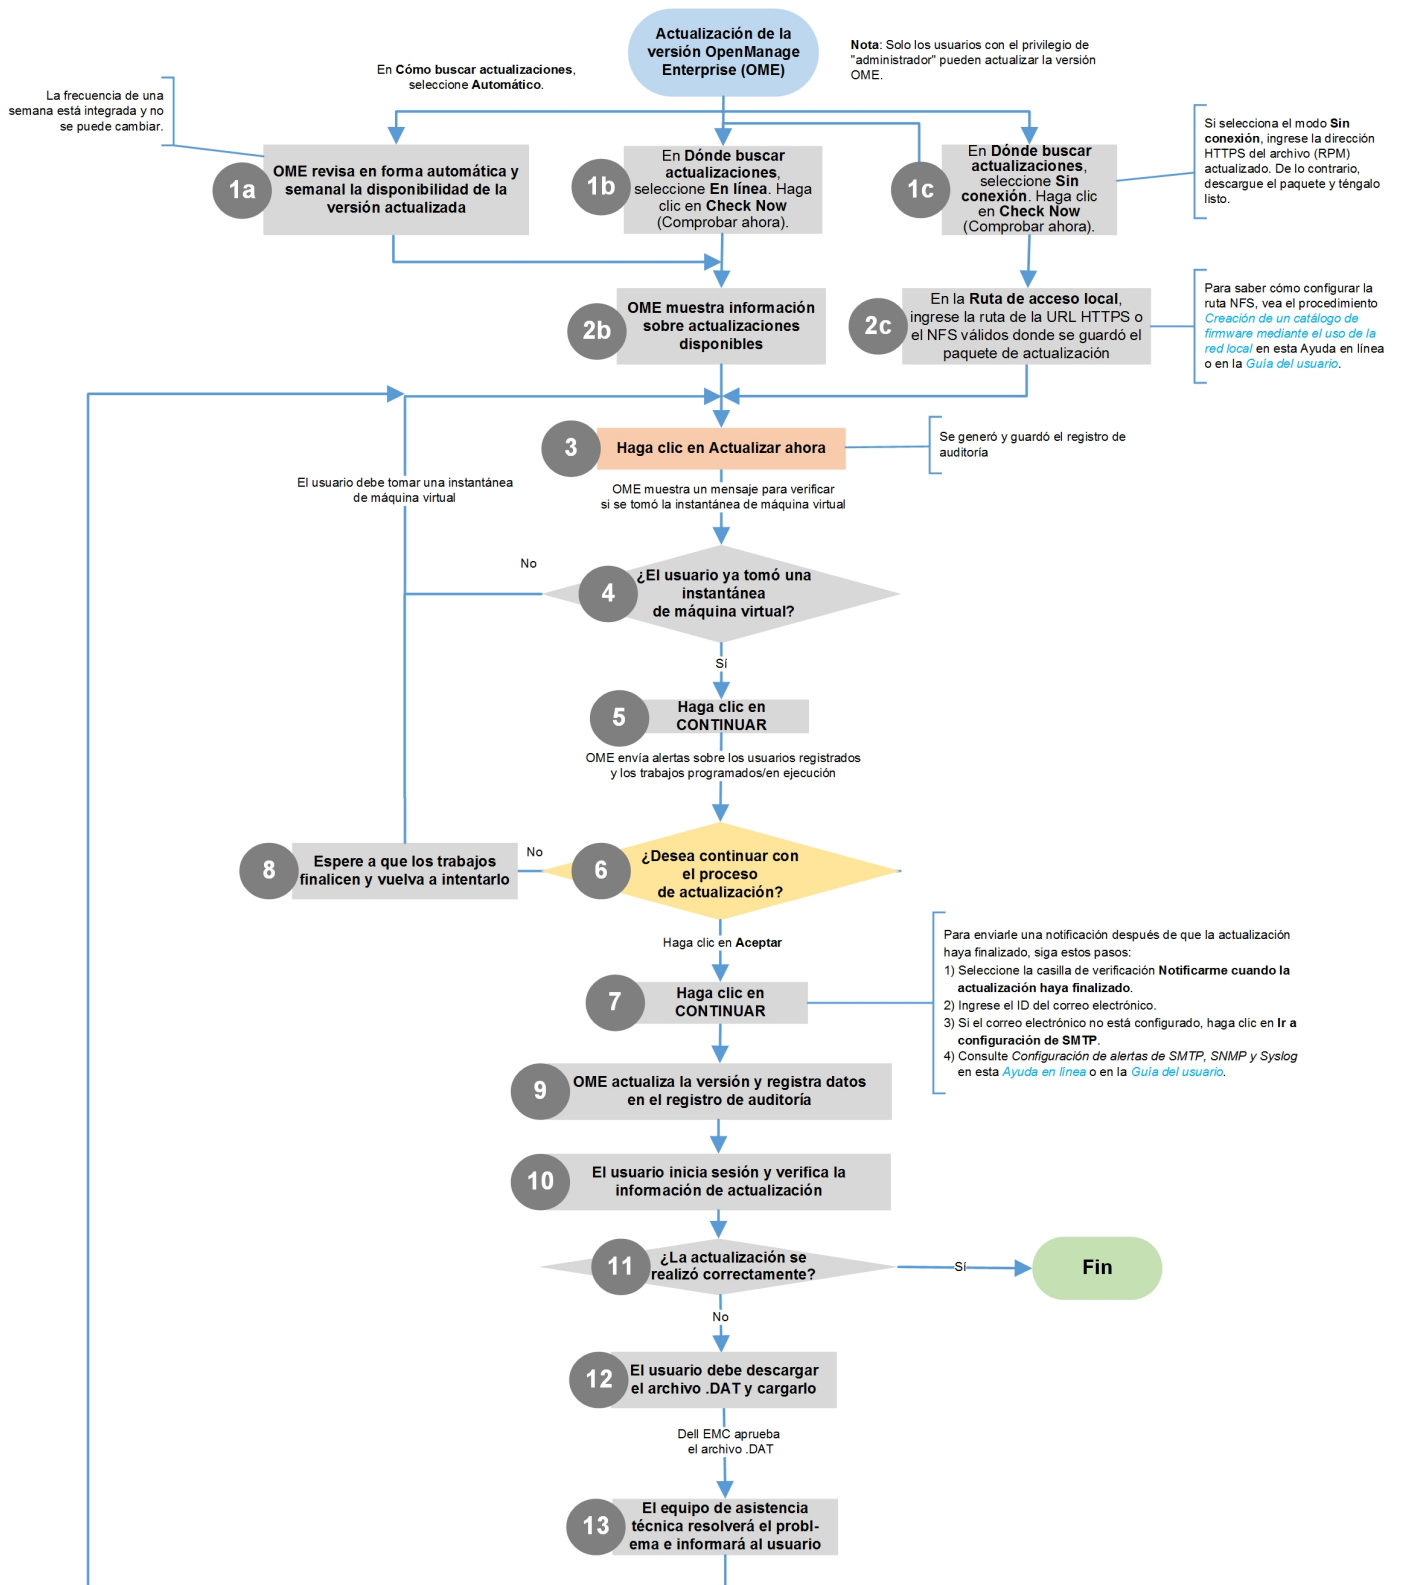 Actualización de la
versión OpenManage
Enterprise (OME)
Nota: Solo los usuarios con el privilegio de
"administrador" pueden actualizar la versión
OME.
En Cómo buscar actualizaciones,
seleccione Automático.
La frecuencia de una
semana está integrada y no
se puede cambiar.
1a
OME revisa en forma automática y
semanal la disponibilidad de la
versión actualizada
1b
En Dónde buscar
actualizaciones,
seleccione En línea. Haga
clic en Check Now
(Comprobar ahora).
1c
En Dónde buscar
actualizaciones,
seleccione Sin
conexión. Haga clic
en Check Now
(Comprobar ahora).
Si selecciona el modo Sin
conexión, ingrese la dirección
HTTPS del archivo (RPM)
actualizado. De lo contrario,
descargue el paquete y téngalo
listo.
2b
OME muestra información
sobre actualizaciones
disponibles
2c
En la Ruta de acceso local,
ingrese la ruta de la URL HTTPS o
el NFS válidos donde se guardó el
paquete de actualización
Para saber cómo configurar la
ruta NFS, vea el procedimiento
Creación de un catálogo de
firmware mediante el uso de la
red local en esta Ayuda en línea
o en la Guía del usuario.
3
Haga clic en Actualizar ahora
Se generó y guardó el registro de
auditoría
El usuario debe tomar una instantánea
de máquina virtual
OME muestra un mensaje para verificar
si se tomó la instantánea de máquina virtual
No
4
¿El usuario ya tomó una
instantánea
de máquina virtual?
Sí
5
Haga clic en
CONTINUAR
OME envía alertas sobre los usuarios registrados
y los trabajos programados/en ejecución
8
Espere a que los trabajos
finalicen y vuelva a intentarlo
No
6
¿Desea continuar con
el proceso
de actualización?
Haga clic en Aceptar
7
Haga clic en
CONTINUAR
Para enviarle una notificación después de que la actualización
haya finalizado, siga estos pasos:
1) Seleccione la casilla de verificación Notificarme cuando la
actualización haya finalizado.
2) Ingrese el ID del correo electrónico.
3) Si el correo electrónico no está configurado, haga clic en Ir a
configuración de SMTP.
4) Consulte Configuración de alertas de SMTP, SNMP y Syslog
en esta Ayuda en línea o en la Guía del usuario.
9
OME actualiza la versión y registra datos
en el registro de auditoría
10
El usuario inicia sesión y verifica la
información de actualización
11
¿La actualización se
realizó correctamente?
Sí
Fin
No
12
El usuario debe descargar
el archivo .DAT y cargarlo
Dell EMC aprueba
el archivo .DAT
13
El equipo de asistencia
técnica resolverá el probl-
ema e informará al usuario